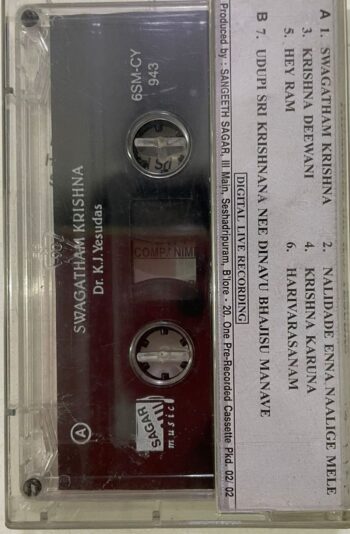 A 1. SWAGATHAM KRISHNA 2. NALIDADE ENNA NAALIGE MELE
3. KRISHNA DEEWANI 4. KRISHNA KARUNA
5. HEY RAM 6. HARIVARASANAM
B 7. UDUPI SRI KRISHNANA NEE DINAVU BHAJISU MANAVE
DIGITAL LIVE RECORDING
Produced by : SANGEETH SAGAR, III Main, Seshadripuram, B'lore - 20. One Pre-Recorded Cassette Pkd. 02/ 02
6SM-CY
943
SWAGATHAM KRISHNA
Dr. K.J.Yesudas
A
SAGAR
music